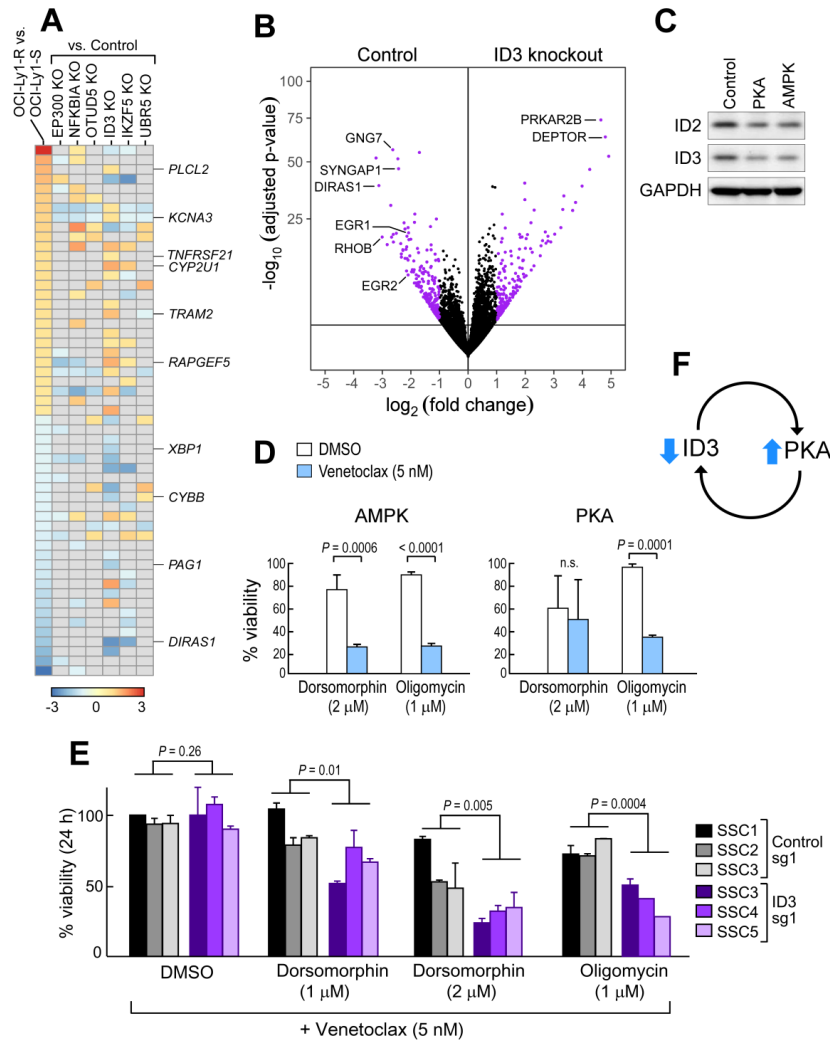 A
OCI-Ly1-R vs.
OCI-Ly1-S
vs. Control
EP300 KO
NFKBIA KO
OTUD5 KO
ID3 KO
IKZF5 KO
UBR5 KO
PLCL2
KCNA3
TNFRSF21
CYP2U1
TRAM2
RAPGEF5
XBP1
CYBB
PAG1
DIRAS1
-3 0 3
B
Control ID3 knockout
-log10 (adjusted p-value)
100
75
50
25
PRKAR2B
DEPTOR
GNG7
SYNGAP1
DIRAS1
EGR1
RHOB
EGR2
-5 -4 -3 -2 -1 0 1 2 3 4 5
log2 (fold change)
C
Control
PKA
AMPK
ID2
ID3
GAPDH
D
DMSO
Venetoclax (5 nM)
AMPK
P = 0.0006 < 0.0001
% viability
100
80
60
40
20
0
Dorsomorphin
(2 μM)
Oligomycin
(1 μM)
PKA
n.s. P = 0.0001
100
80
60
40
20
0
Dorsomorphin
(2 μM)
Oligomycin
(1 μM)
F
ID3 PKA
E
% viability (24 h)
100
50
0
P = 0.26
P = 0.01
P = 0.005
P = 0.0004
DMSO
Dorsomorphin
(1 μM)
Dorsomorphin
(2 μM)
Oligomycin
(1 μM)
+ Venetoclax (5 nM)
SSC1
SSC2
SSC3
Control
sg1
SSC3
SSC4
SSC5
ID3
sg1